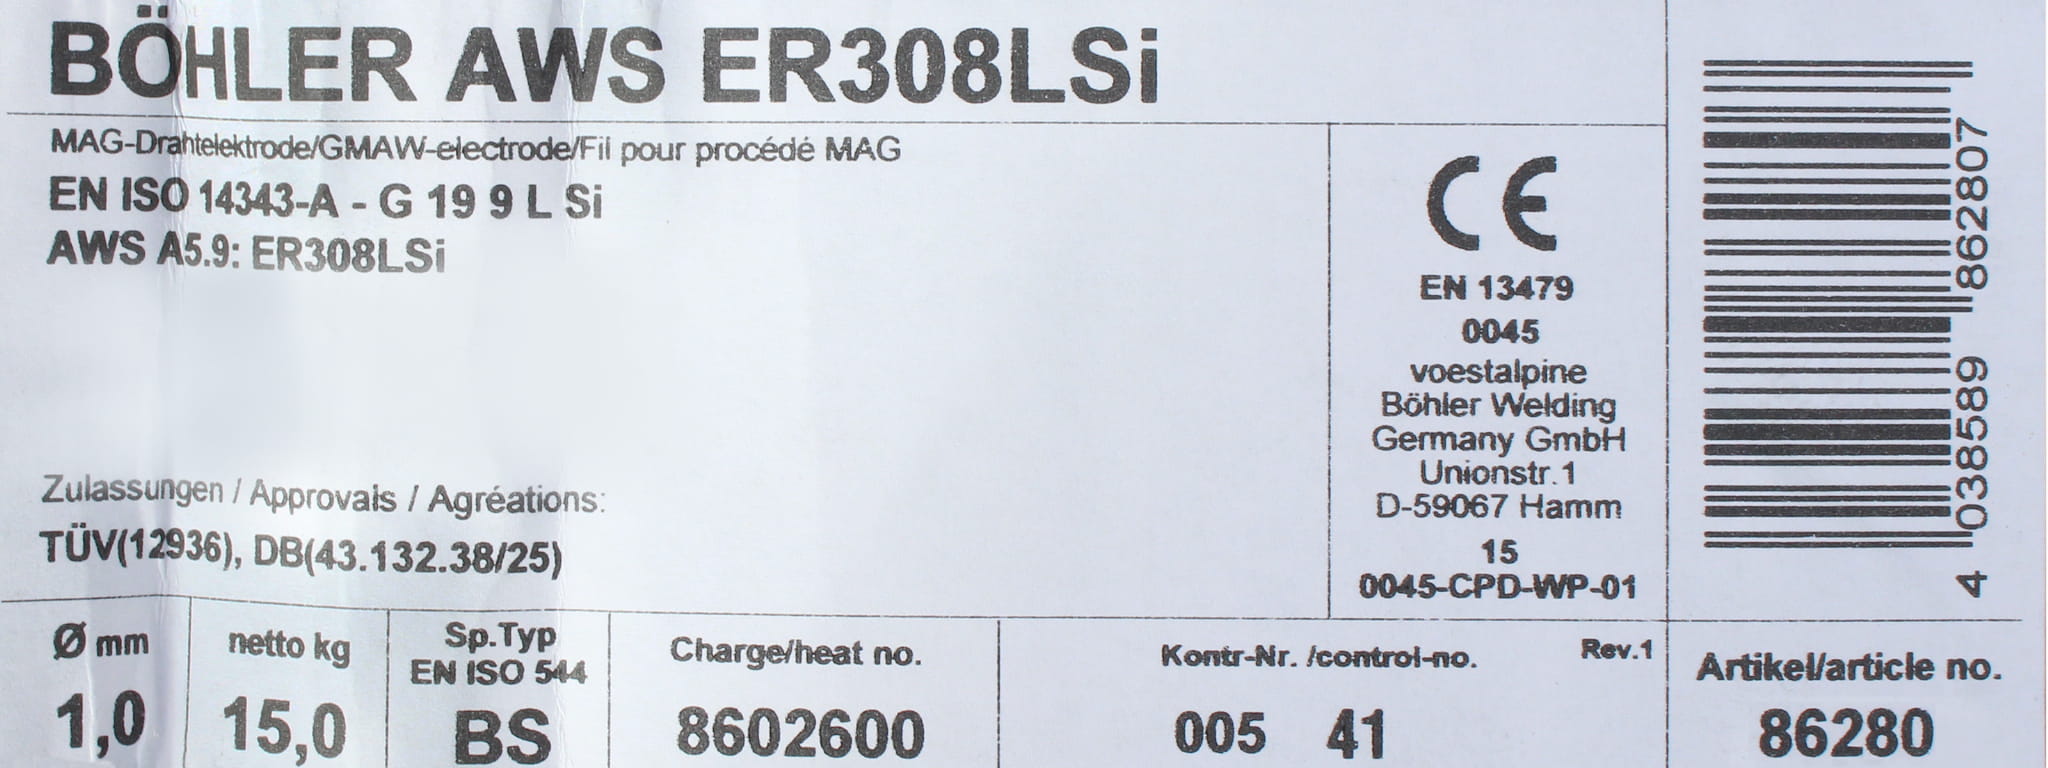 BÖHLER AWS ER308LSi
MAG-Drahtelektrode/GMAW-electrode/Fil pour procédé MAG
EN ISO 14343-A - G 19 9 L Si
AWS A5.9: ER308LSi
Zulassungen / Approvals / Agréations:
TÜV(12936), DB(43.132.38/25)
CE
EN 13479
0045
voestalpine
Böhler Welding
Germany GmbH
Unionstr.1
D-59067 Hamm
15
0045-CPD-WP-01
4 038589 862807
Ø mm
1,0
netto kg
15,0
Sp.Typ
EN ISO 544
BS
Charge/heat no.
8602600
Kontr-Nr. /control-no.
Rev.1
005 41
Artikel/article no.
86280